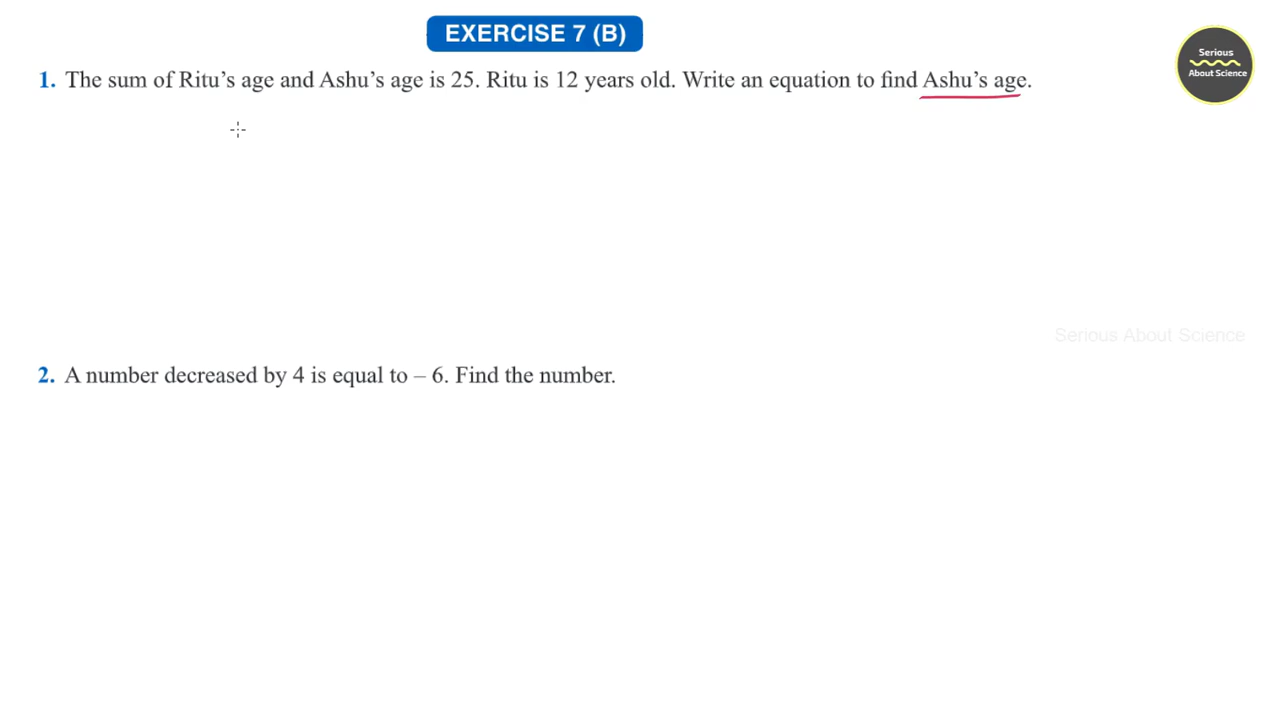 EXERCISE 7 (B)
Serious
About Science
1. The sum of Ritu’s age and Ashu’s age is 25. Ritu is 12 years old. Write an equation to find Ashu’s age.
Serious About Science
2. A number decreased by 4 is equal to – 6. Find the number.